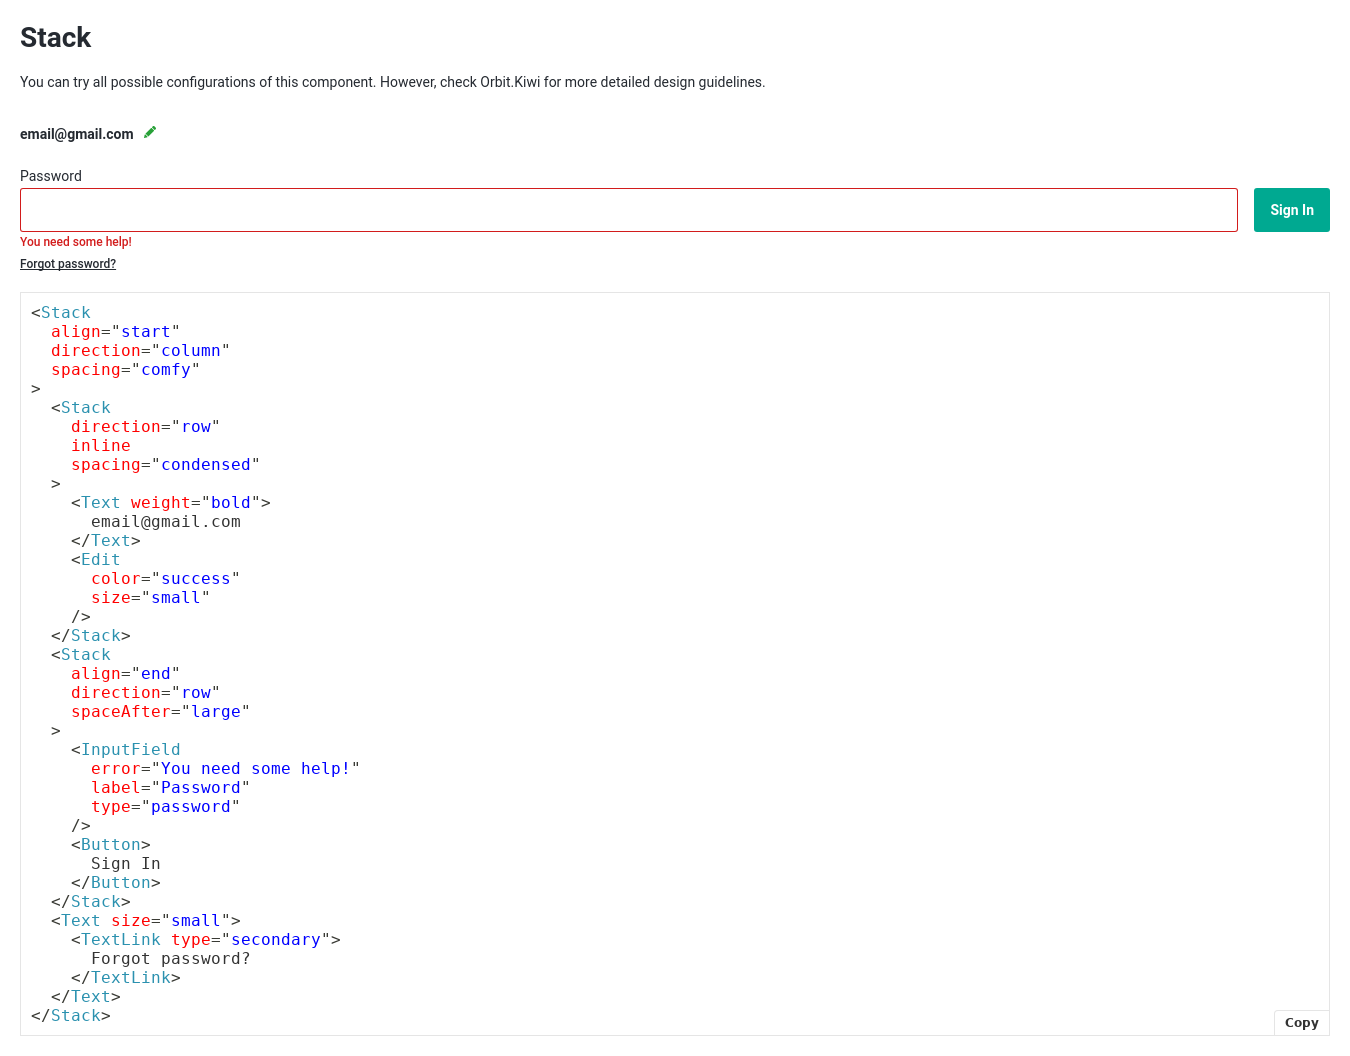 Stack
You can try all possible configurations of this component. However, check Orbit.Kiwi for more detailed design guidelines.
email@gmail.com
Password
Sign In
You need some help!
Forgot password?
<Stack
  align="start"
  direction="column"
  spacing="comfy"
>
  <Stack
    direction="row"
    inline
    spacing="condensed"
  >
    <Text weight="bold">
      email@gmail.com
    </Text>
    <Edit
      color="success"
      size="small"
    />
  </Stack>
  <Stack
    align="end"
    direction="row"
    spaceAfter="large"
  >
    <InputField
      error="You need some help!"
      label="Password"
      type="password"
    />
    <Button>
      Sign In
    </Button>
  </Stack>
  <Text size="small">
    <TextLink type="secondary">
      Forgot password?
    </TextLink>
  </Text>
</Stack>
Copy